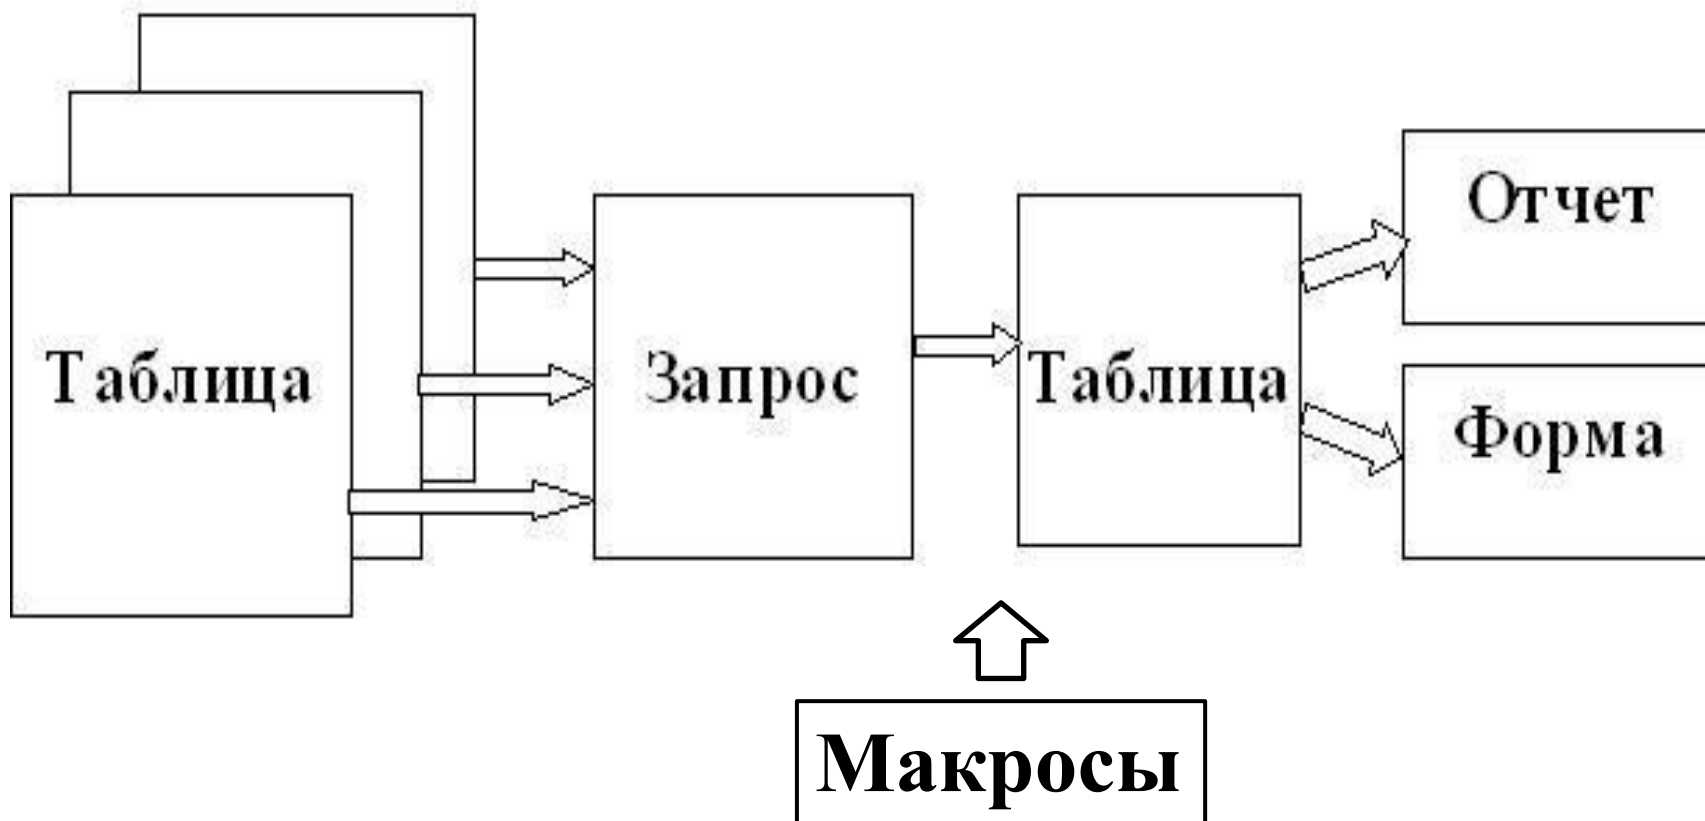 Таблица
Запрос
Таблица
Отчет
Форма
Макросы